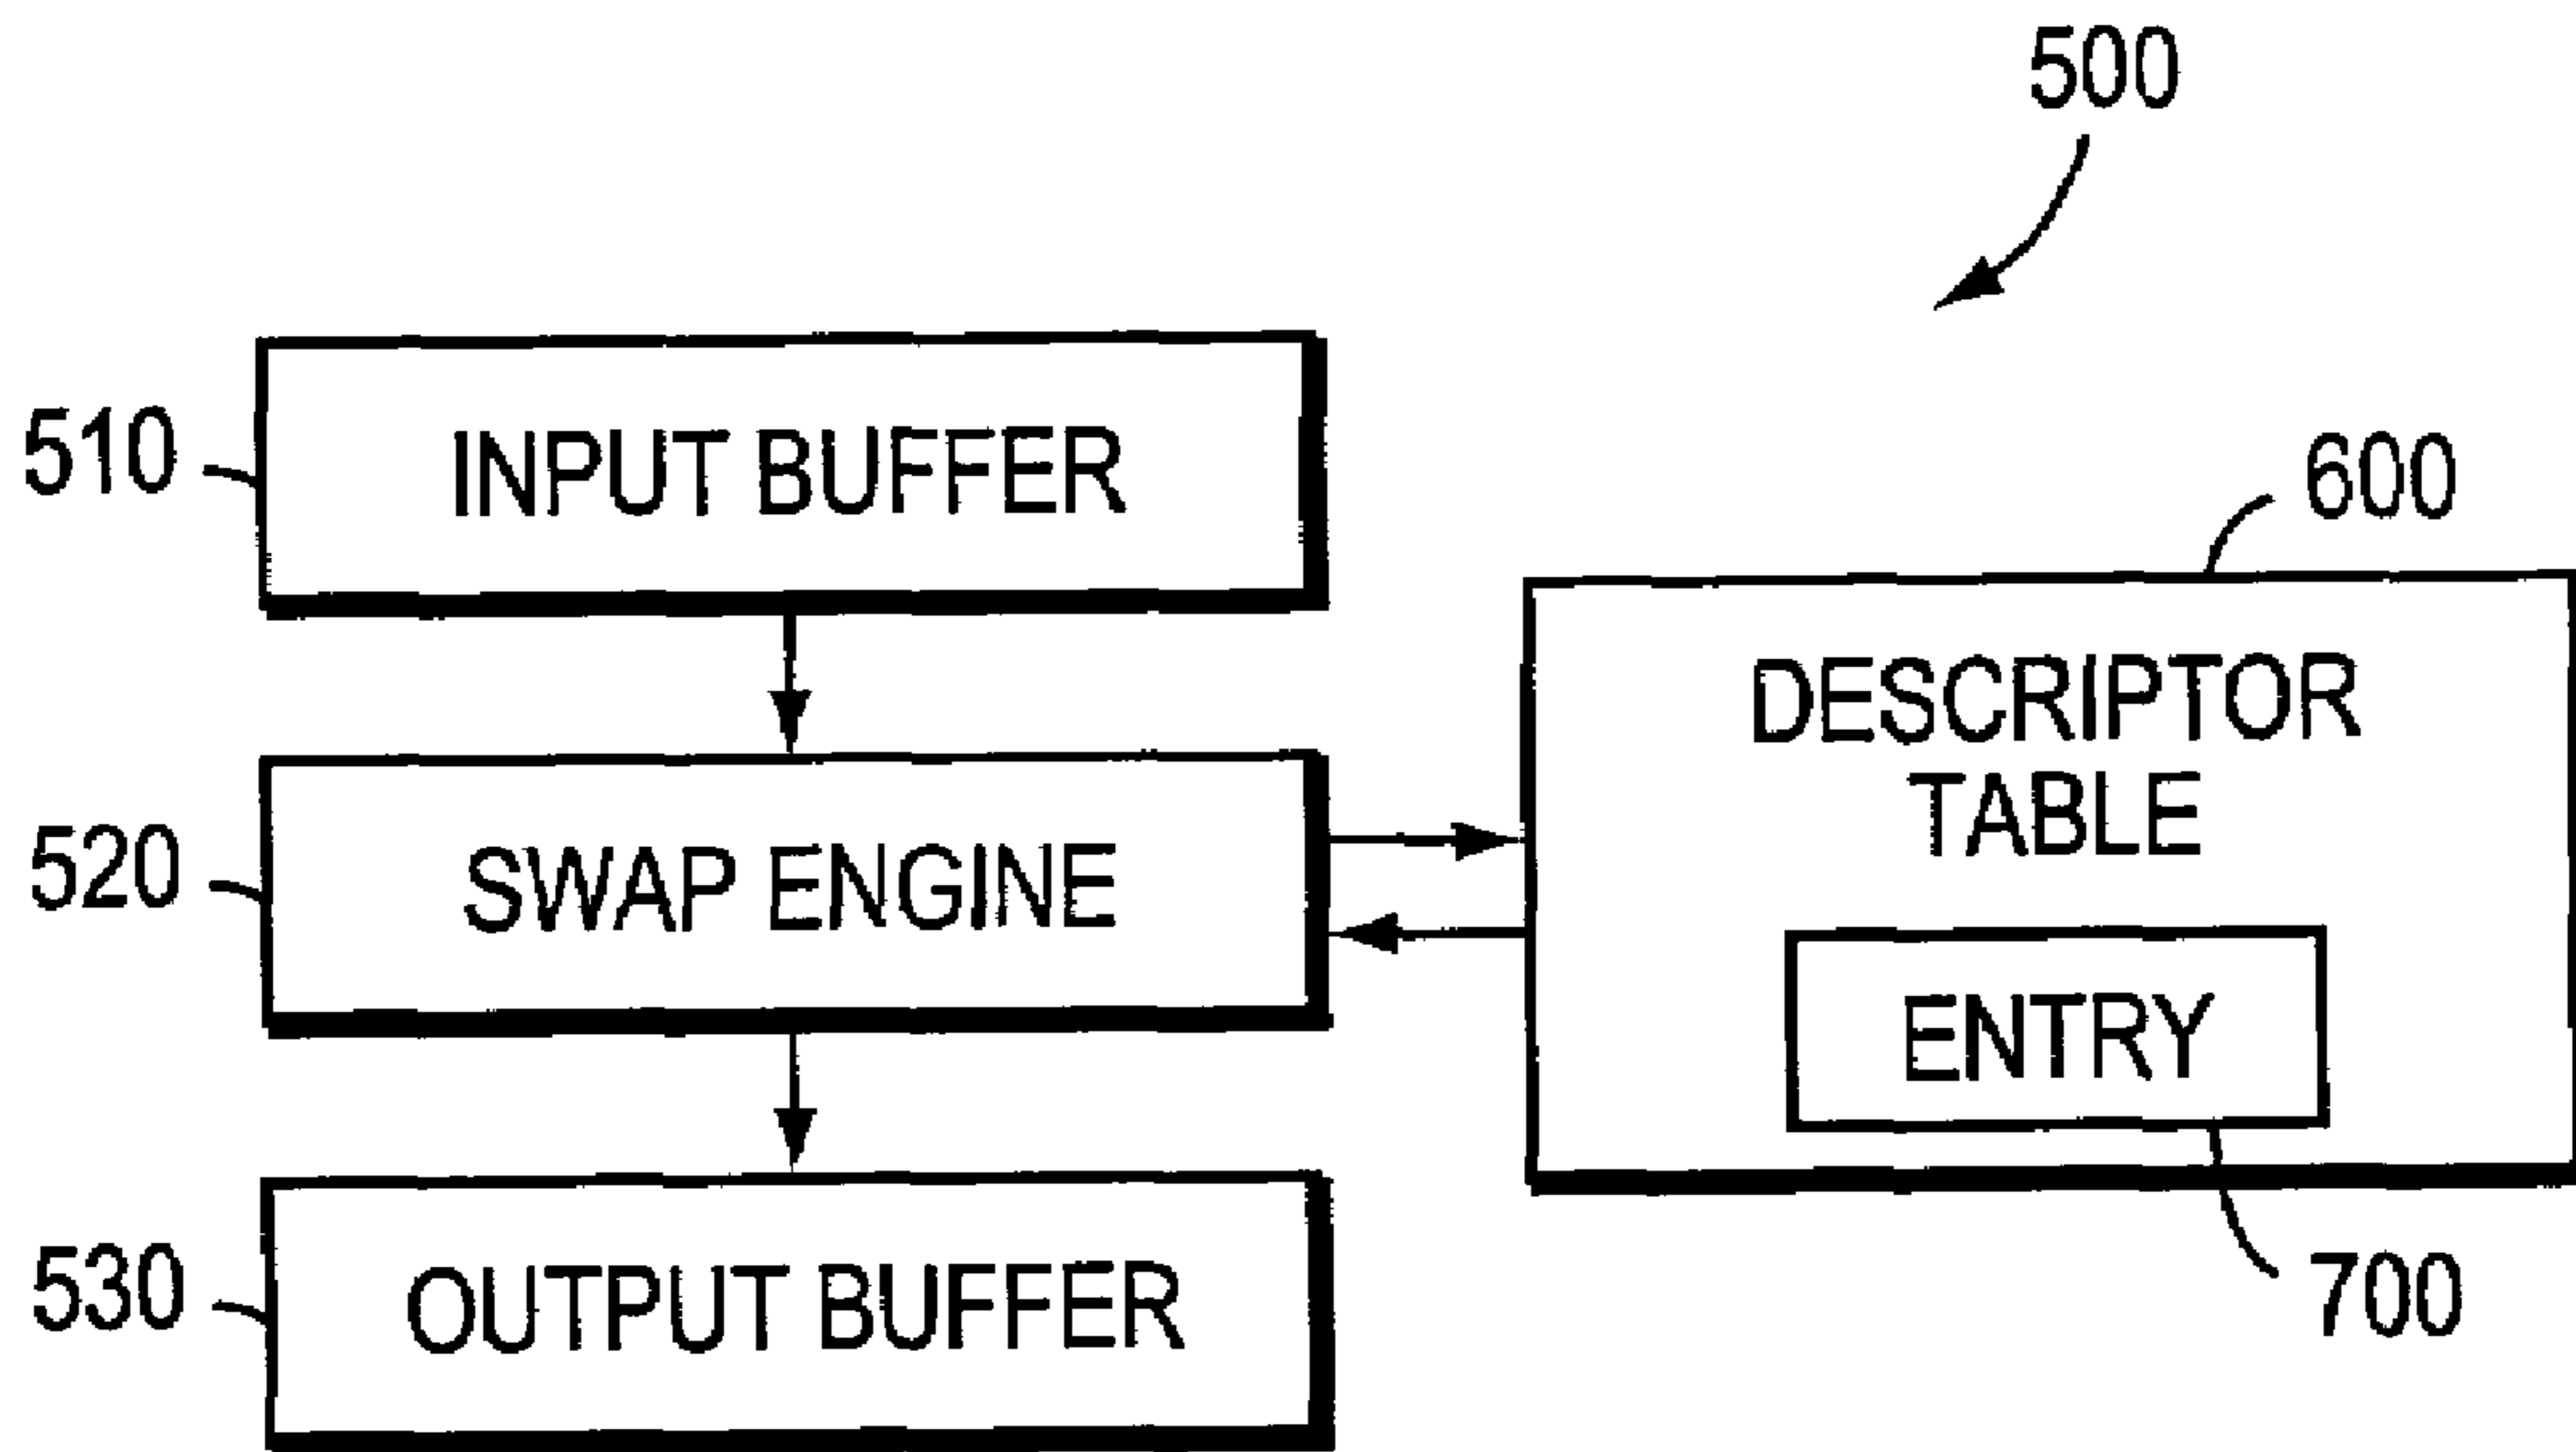 500
510
INPUT BUFFER
600
DESCRIPTOR
TABLE
520
SWAP ENGINE
ENTRY
530
OUTPUT BUFFER
700